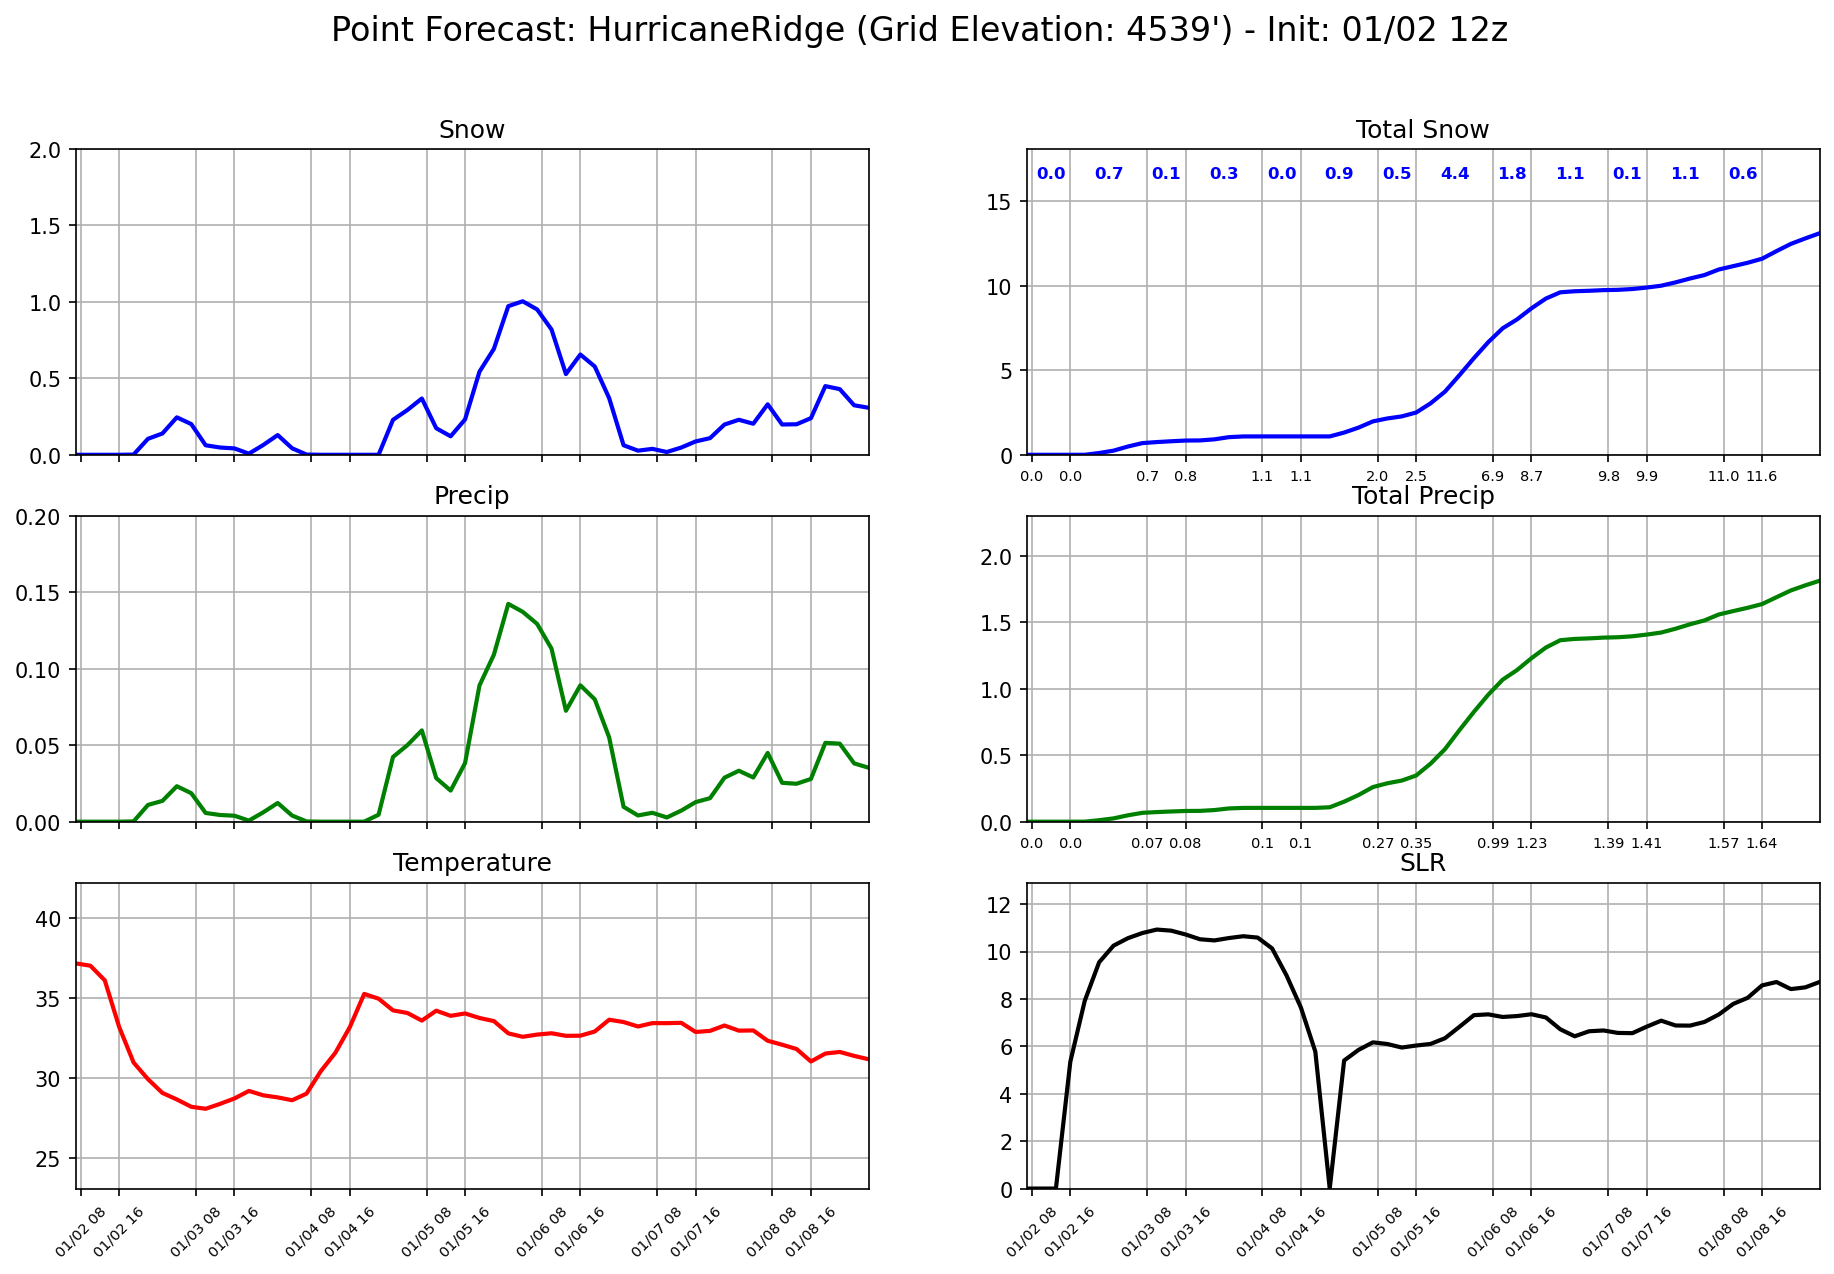 Point Forecast: HurricaneRidge (Grid Elevation: 4539') - Init: 01/02 12z
Snow
2.0
1.5
1.0
0.5
0.0
Total Snow
0.0 0.7 0.1 0.3 0.0 0.9 0.5 4.4 1.8 1.1 0.1 1.1 0.6
15
10
5
0
0.0 0.0 0.7 0.8 1.1 1.1 2.0 2.5 6.9 8.7 9.8 9.9 11.0 11.6
Precip
0.20
0.15
0.10
0.05
0.00
Total Precip
2.0
1.5
1.0
0.5
0.0
0.0 0.0 0.07 0.08 0.1 0.1 0.27 0.35 0.99 1.23 1.39 1.41 1.57 1.64
Temperature
40
35
30
25
01/02 08 01/02 16 01/03 08 01/03 16 01/04 08 01/04 16 01/05 08 01/05 16 01/06 08 01/06 16 01/07 08 01/07 16 01/08 08 01/08 16
SLR
12
10
8
6
4
2
0
01/02 08 01/02 16 01/03 08 01/03 16 01/04 08 01/04 16 01/05 08 01/05 16 01/06 08 01/06 16 01/07 08 01/07 16 01/08 08 01/08 16